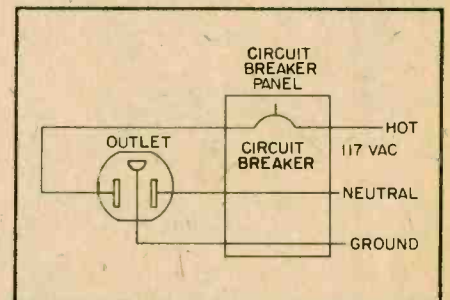 CIRCUIT
BREAKER
PANEL
HOT
OUTLET
CIRCUIT
BREAKER
117 VAC
NEUTRAL
GROUND